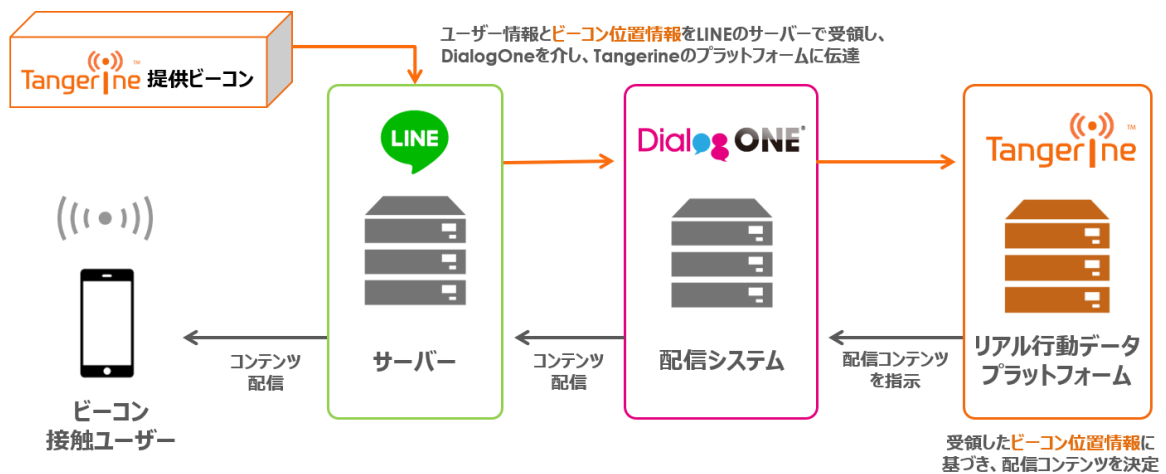 ユーザー情報とビーコン位置情報をLINEのサーバーで受領し、
DialogOneを介し、Tangerineのプラットフォームに伝達
Tangerine™ 提供ビーコン
LINE
Dialog ONE®
Tangerine™
サーバー
配信システム
リアル行動データ
プラットフォーム
コンテンツ
配信
コンテンツ
配信
配信コンテンツ
を指示
ビーコン
接触ユーザー
受領したビーコン位置情報に
基づき、配信コンテンツを決定